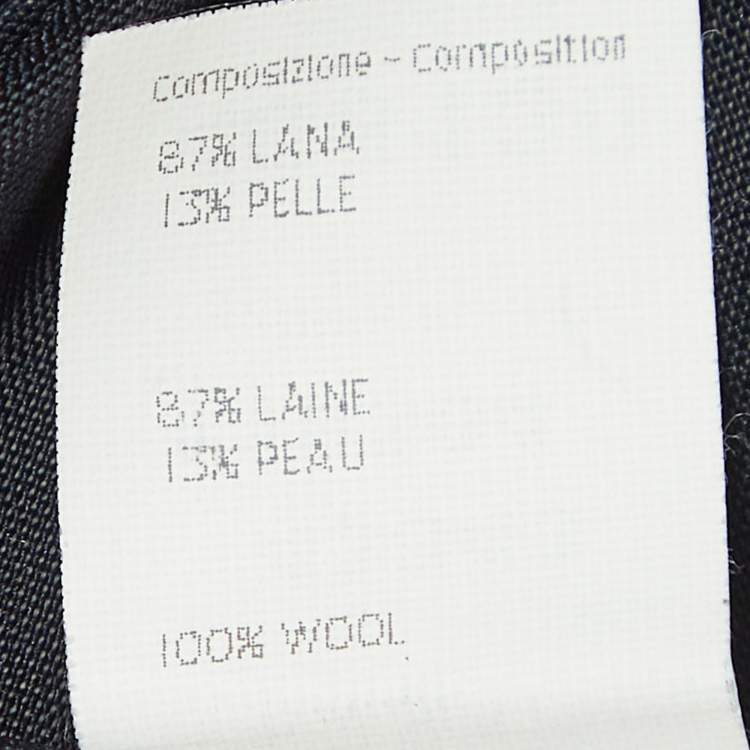 Composizione - Composition
87% LANA
13% PELLE
87% LAINE
13% PEAU
100% WOOL